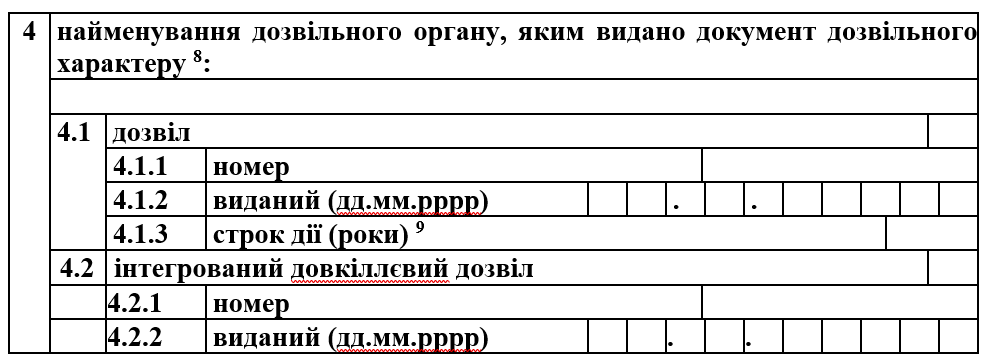 4 найменування дозвільного органу, яким видано документ дозвільного
характеру ⁸:
4.1 дозвіл
4.1.1 номер
4.1.2 виданий (дд.мм.рррр) . .
4.1.3 строк дії (роки) ⁹
4.2 інтегрований довкіллєвий дозвіл
4.2.1 номер
4.2.2 виданий (дд.мм.рррр) . .